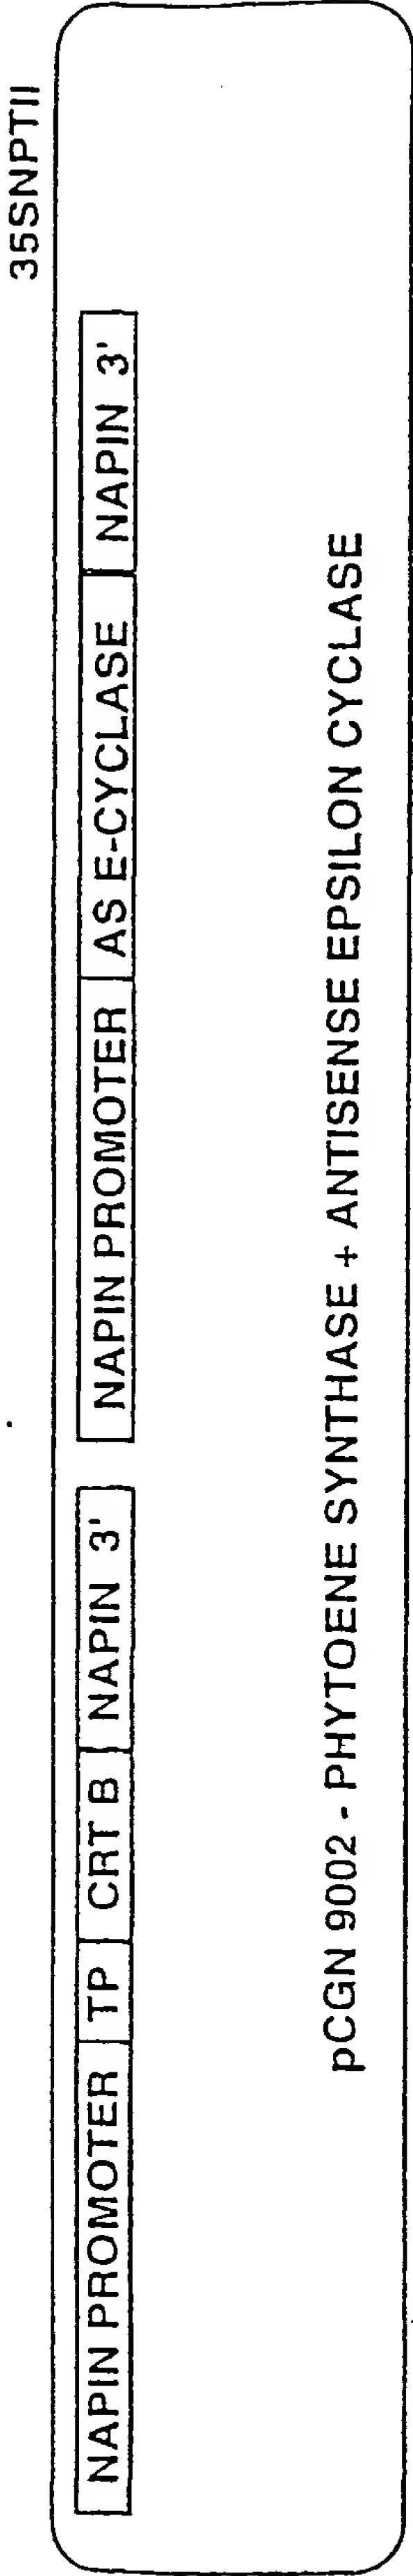 35SNPTII
NAPIN PROMOTER TP CRT B NAPIN 3' NAPIN PROMOTER AS E-CYCLASE NAPIN 3'
pCGN 9002 - PHYTOENE SYNTHASE + ANTISENSE EPSILON CYCLASE